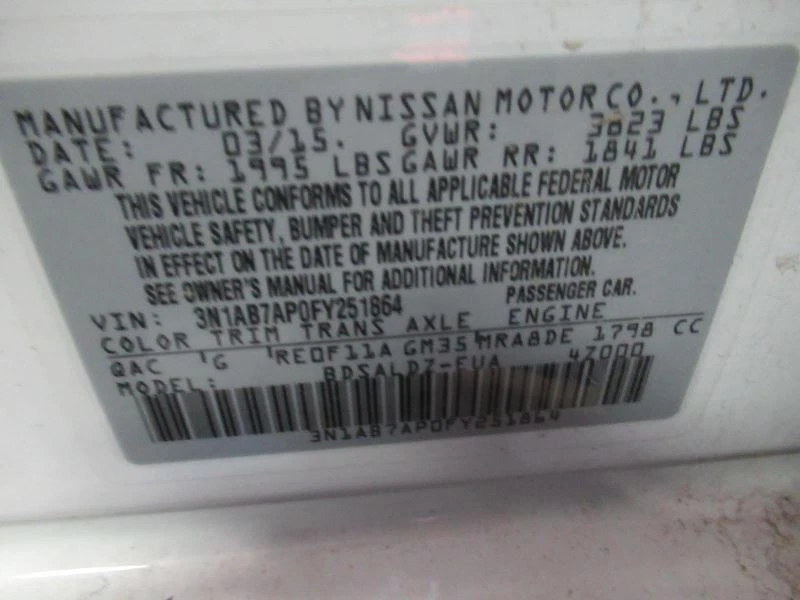 MANUFACTURED BY NISSAN MOTOR CO., LTD.
DATE: 03/15. GVWR: 3823 LBS
GAWR FR: 1995 LBS GAWR RR: 1841 LBS
THIS VEHICLE CONFORMS TO ALL APPLICABLE FEDERAL MOTOR
VEHICLE SAFETY, BUMPER AND THEFT PREVENTION STANDARDS
IN EFFECT ON THE DATE OF MANUFACTURE SHOWN ABOVE.
SEE OWNER'S MANUAL FOR ADDITIONAL INFORMATION.
VIN: 3N1AB7AP0FY251864 PASSENGER CAR.
COLOR TRIM TRANS AXLE ENGINE
QAC G RE0F11A GM35 MRA8DE 1798 CC
MODEL: BDSALDZ-EUA 47000
3N1AB7AP0FY251864